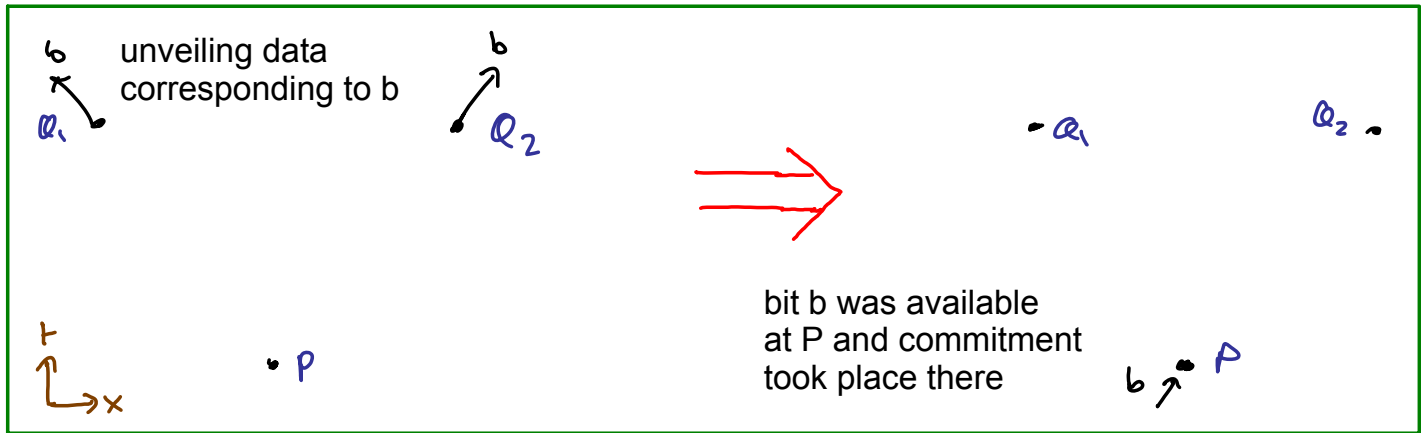 b
unveiling data
corresponding to b
Q₁
b
Q₂
P
t
x
Q₁
Q₂
bit b was available
at P and commitment
took place there
b
P